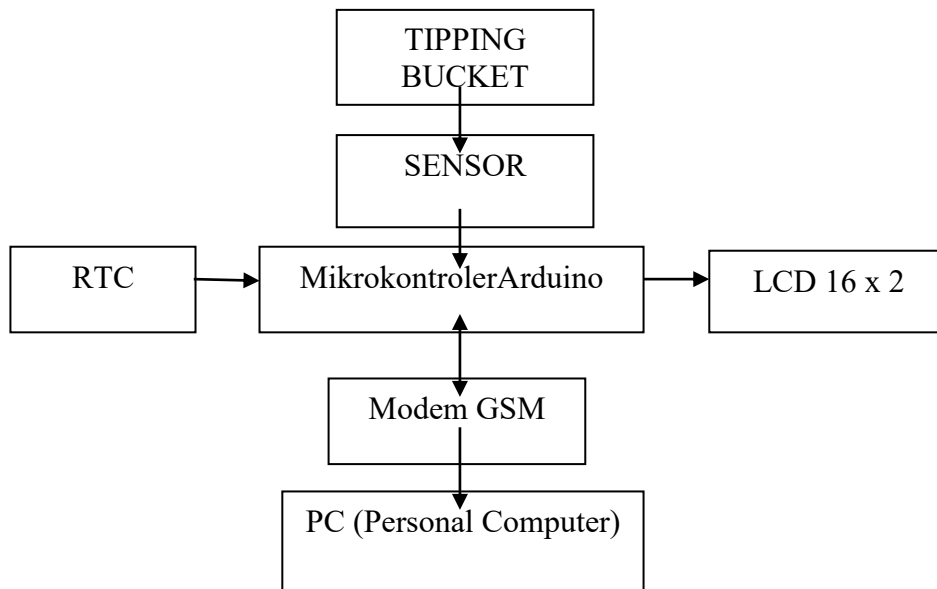 TIPPING
BUCKET
SENSOR
RTC
MikrokontrolerArduino
LCD 16 x 2
Modem GSM
PC (Personal Computer)